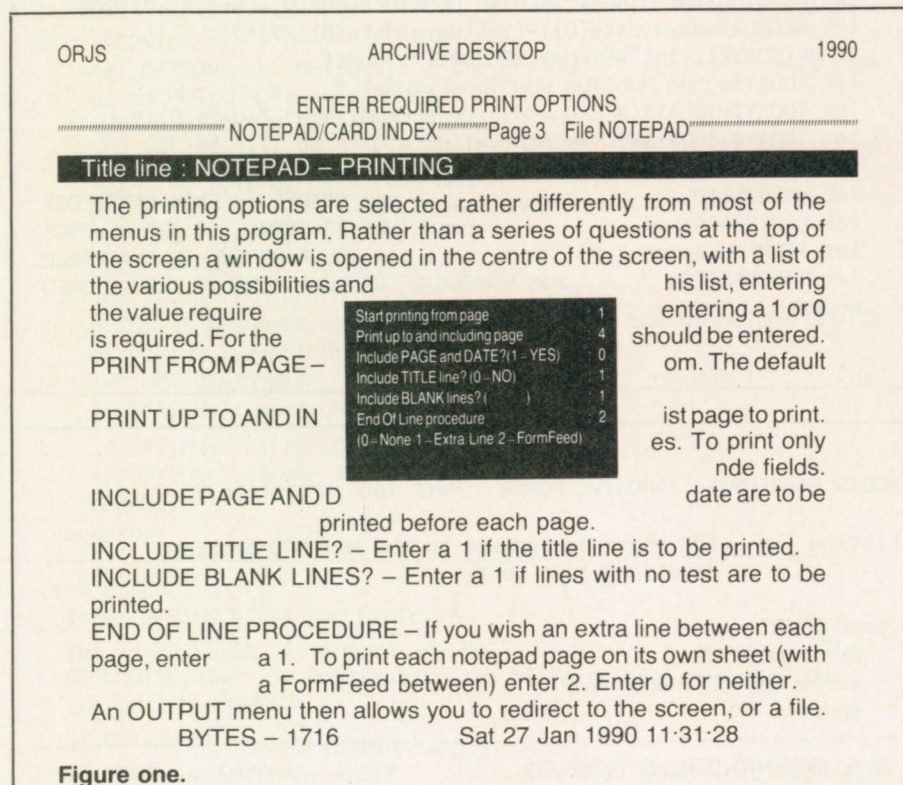 ORJS ARCHIVE DESKTOP 1990
ENTER REQUIRED PRINT OPTIONS
NOTEPAD/CARD INDEX Page 3 File NOTEPAD
Title line : NOTEPAD – PRINTING
The printing options are selected rather differently from most of the
menus in this program. Rather than a series of questions at the top of
the screen a window is opened in the centre of the screen, with a list of
the various possibilities and his list, entering
the value require entering a 1 or 0
is required. For the should be entered.
PRINT FROM PAGE – om. The default
PRINT UP TO AND IN ist page to print.
es. To print only
nde fields.
INCLUDE PAGE AND D date are to be
Start printing from page 1
Print up to and including page 4
Include PAGE and DATE? (1 – YES) 0
Include TITLE line? (0 – NO) 1
Include BLANK lines? ( ) 1
End Of Line procedure 2
(0=None 1–Extra Line 2–FormFeed)
printed before each page.
INCLUDE TITLE LINE? – Enter a 1 if the title line is to be printed.
INCLUDE BLANK LINES? – Enter a 1 if lines with no test are to be
printed.
END OF LINE PROCEDURE – If you wish an extra line between each
page, enter a 1. To print each notepad page on its own sheet (with
a FormFeed between) enter 2. Enter 0 for neither.
An OUTPUT menu then allows you to redirect to the screen, or a file.
BYTES – 1716 Sat 27 Jan 1990 11·31·28
Figure one.